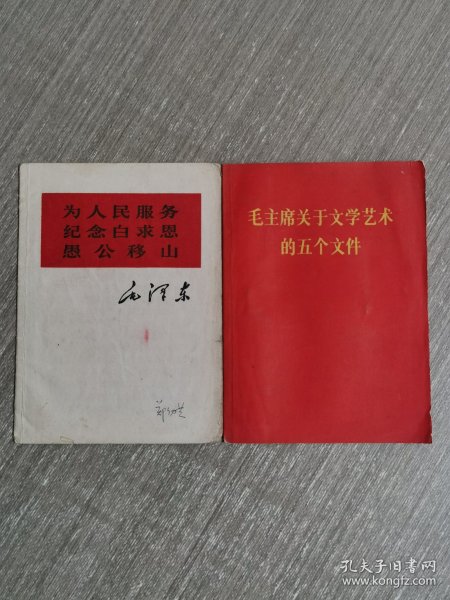 为人民服务
纪念白求恩
愚公移山
毛泽东
毛主席关于文学艺术
的五个文件
孔夫子旧书网
www.kongfz.com